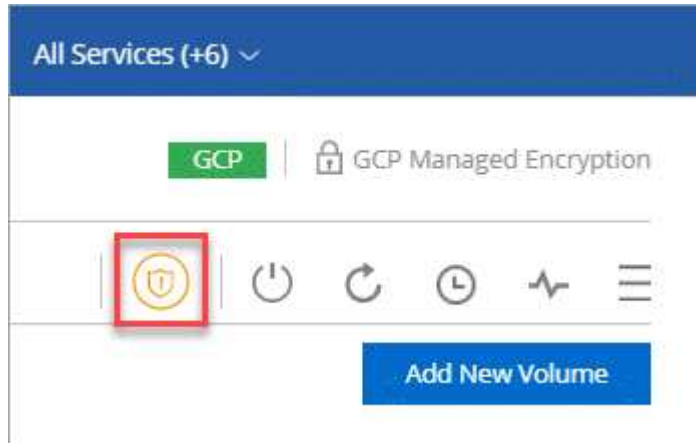 All Services (+6)
GCP
GCP Managed Encryption
Add New Volume